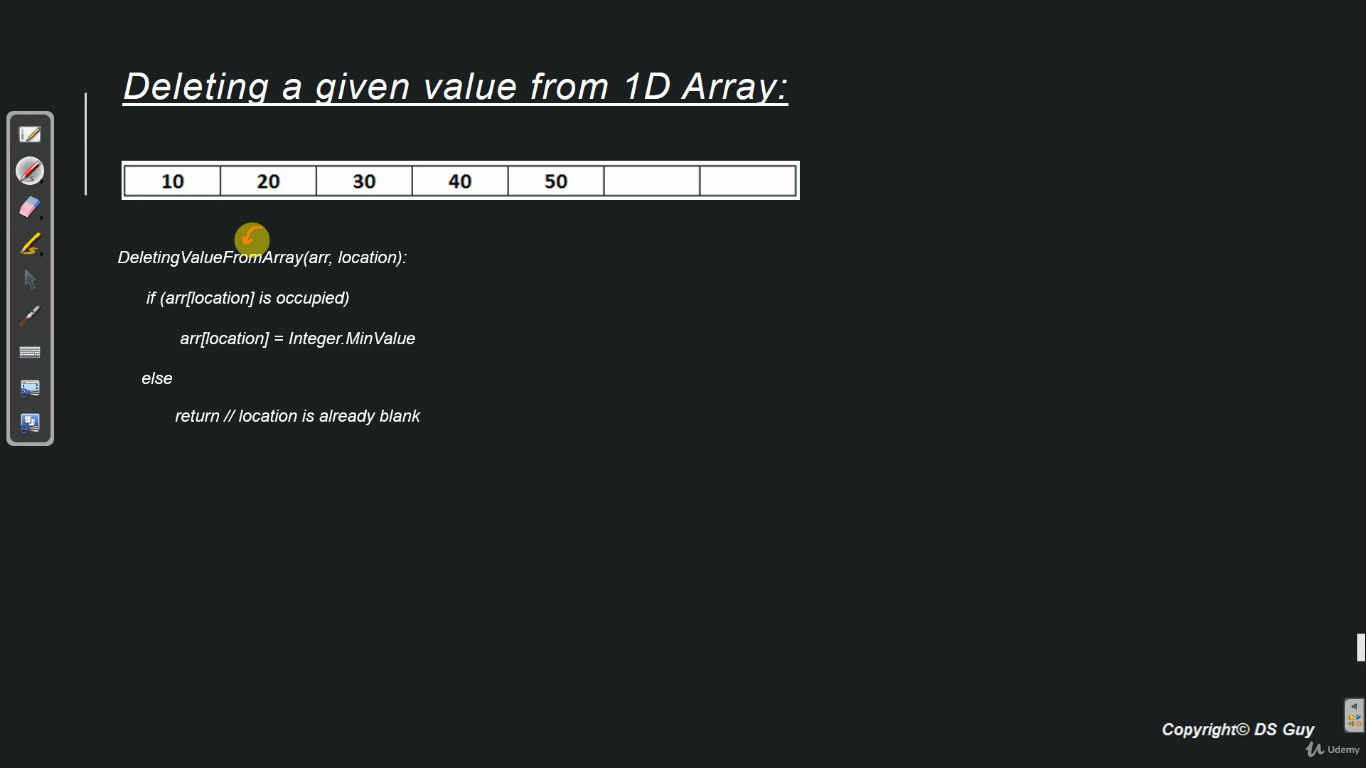 Deleting a given value from 1D Array:
10 20 30 40 50
DeletingValueFromArray(arr, location):
if (arr[location] is occupied)
arr[location] = Integer.MinValue
else
return // location is already blank
Copyright© DS Guy
Udemy